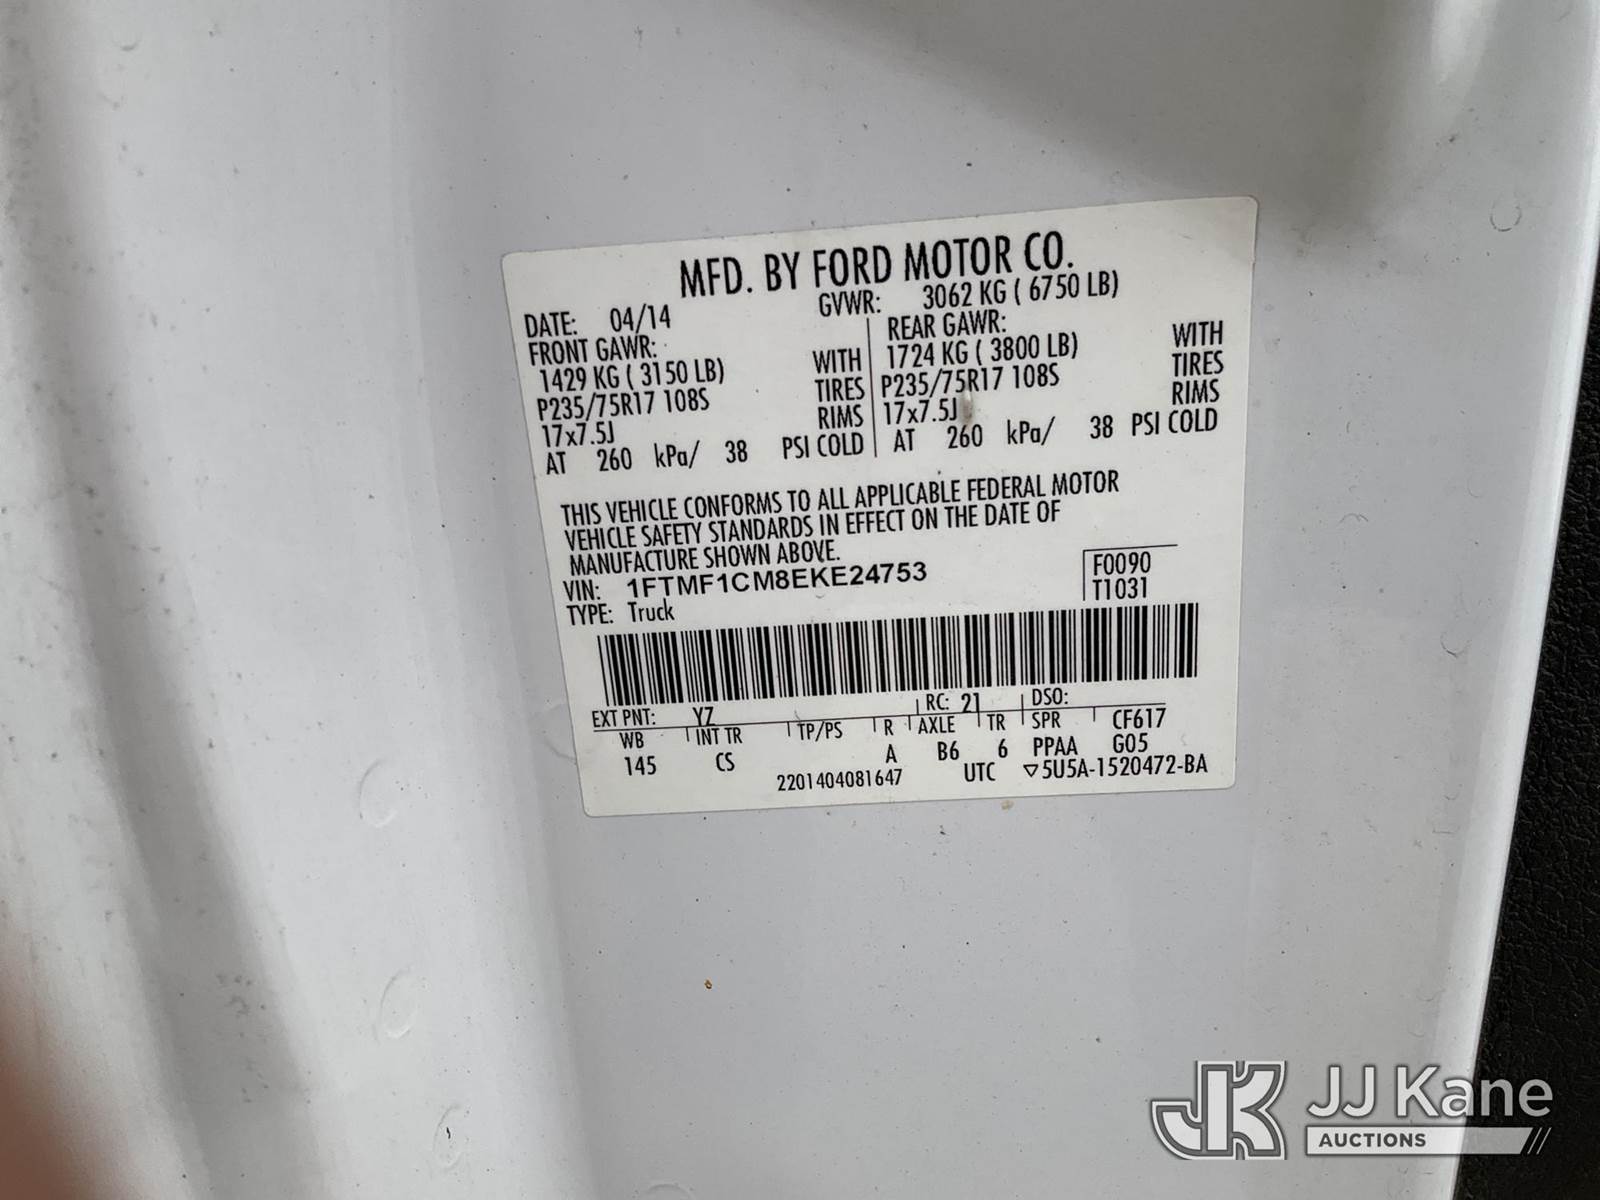 MFD. BY FORD MOTOR CO.
DATE: 04/14 GVWR: 3062 KG ( 6750 LB)
FRONT GAWR: REAR GAWR:
1429 KG ( 3150 LB) WITH 1724 KG ( 3800 LB) WITH
P235/75R17 108S TIRES P235/75R17 108S TIRES
17x7.5J RIMS 17x7.5J RIMS
AT 260 kPa/ 38 PSI COLD AT 260 kPa/ 38 PSI COLD
THIS VEHICLE CONFORMS TO ALL APPLICABLE FEDERAL MOTOR
VEHICLE SAFETY STANDARDS IN EFFECT ON THE DATE OF
MANUFACTURE SHOWN ABOVE.
VIN: 1FTMF1CM8EKE24753 F0090
TYPE: Truck T1031
EXT PNT: YZ RC: 21 DSO:
WB INT TR TP/PS R AXLE TR SPR CF617
145 CS A B6 6 PPAA G05
2201404081647 UTC ▽5U5A-1520472-BA
JK JJ Kane
AUCTIONS